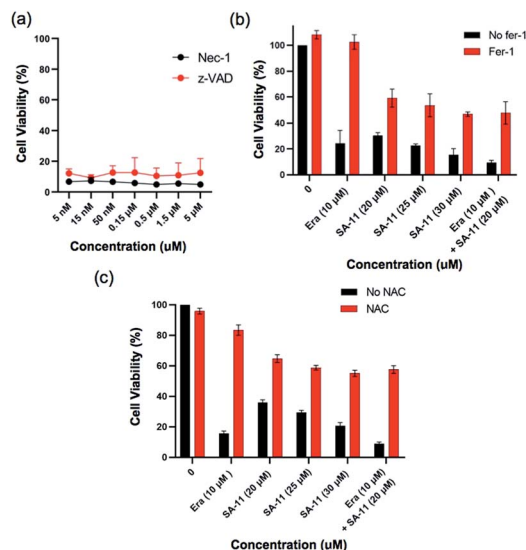 (a)
100
80
60
40
20
0
Cell Viability (%)
Nec-1
z-VAD
5 nM
15 nM
50 nM
0.15 µM
0.5 µM
1.5 µM
5 µM
Concentration (uM)
(b)
No fer-1
Fer-1
150
100
80
60
40
20
0
Cell Viability (%)
0
Era (10 µM)
SA-11 (20 µM)
SA-11 (25 µM)
SA-11 (30 µM)
Era (10 µM)
+ SA-11 (20 µM)
Concentration (uM)
(c)
No NAC
NAC
100
80
60
40
20
0
Cell Viability (%)
0
Era (10 µM )
SA-11 (20 µM)
SA-11 (25 µM)
SA-11 (30 µM)
Era (10 µM)
+ SA-11 (20 µM)
Concentration (uM)